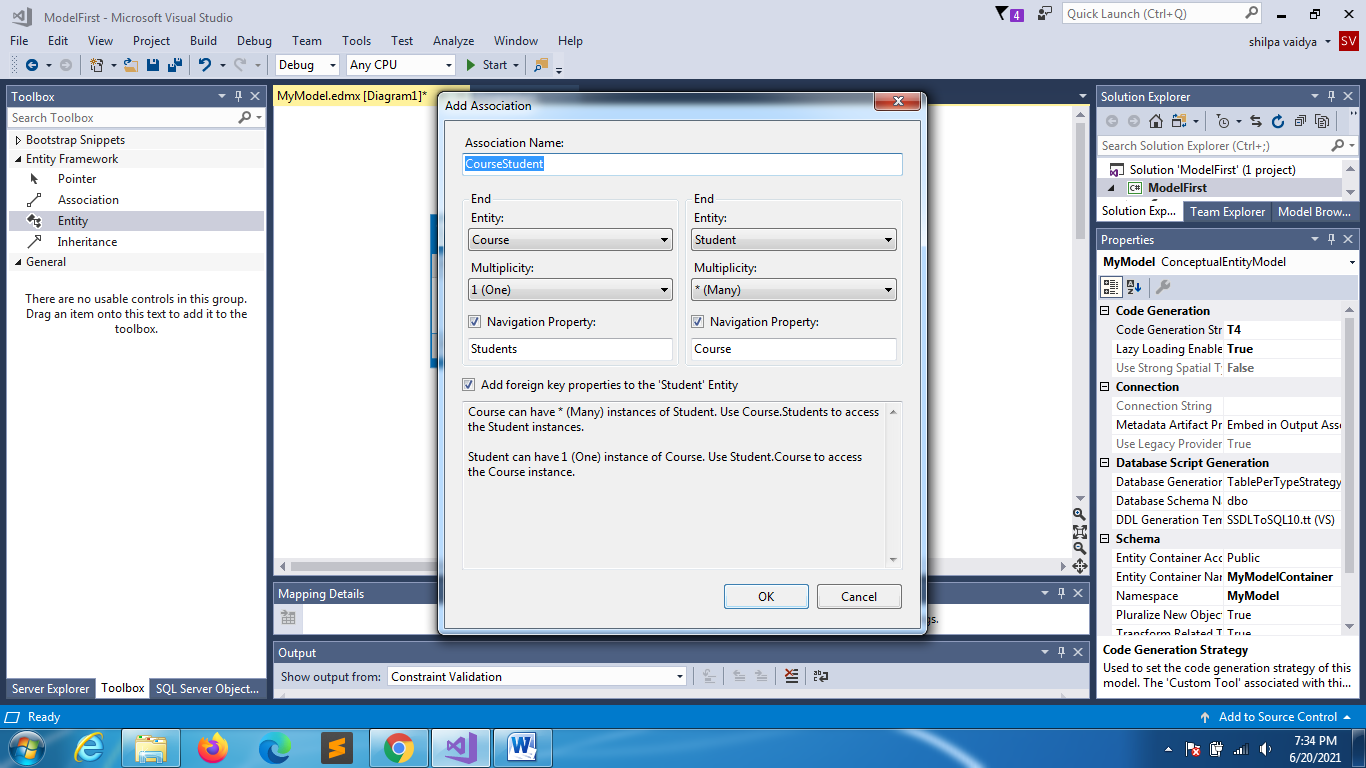 ModelFirst - Microsoft Visual Studio
4
Quick Launch (Ctrl+Q)
File Edit View Project Build Debug Team Tools Test Analyze Window Help
shilpa vaidya SV
Debug Any CPU Start
Toolbox
Search Toolbox
Bootstrap Snippets
Entity Framework
Pointer
Association
Entity
Inheritance
General
There are no usable controls in this group.
Drag an item onto this text to add it to the
toolbox.
Server Explorer Toolbox SQL Server Object...
MyModel.edmx [Diagram1]*
Add Association
Association Name:
CourseStudent
End
Entity:
Course
Multiplicity:
1 (One)
Navigation Property:
Students
End
Entity:
Student
Multiplicity:
* (Many)
Navigation Property:
Course
Add foreign key properties to the 'Student' Entity
Course can have * (Many) instances of Student. Use Course.Students to access
the Student instances.
Student can have 1 (One) instance of Course. Use Student.Course to access
the Course instance.
OK Cancel
Mapping Details
gs.
Output
Show output from: Constraint Validation
Solution Explorer
Search Solution Explorer (Ctrl+;)
Solution 'ModelFirst' (1 project)
C# ModelFirst
Solution Exp... Team Explorer Model Brow...
Properties
MyModel ConceptualEntityModel
Code Generation
Code Generation Str T4
Lazy Loading Enable True
Use Strong Spatial Ty False
Connection
Connection String
Metadata Artifact Pr Embed in Output Asse
Use Legacy Provider True
Database Script Generation
Database Generation TablePerTypeStrategy
Database Schema N dbo
DDL Generation Tem SSDLToSQL10.tt (VS)
Schema
Entity Container Acc Public
Entity Container Nar MyModelContainer
Namespace MyModel
Pluralize New Object True
Transform Related T True
Code Generation Strategy
Used to set the code generation strategy of this
model. The 'Custom Tool' associated with thi...
Ready
Add to Source Control
7:34 PM
6/20/2021